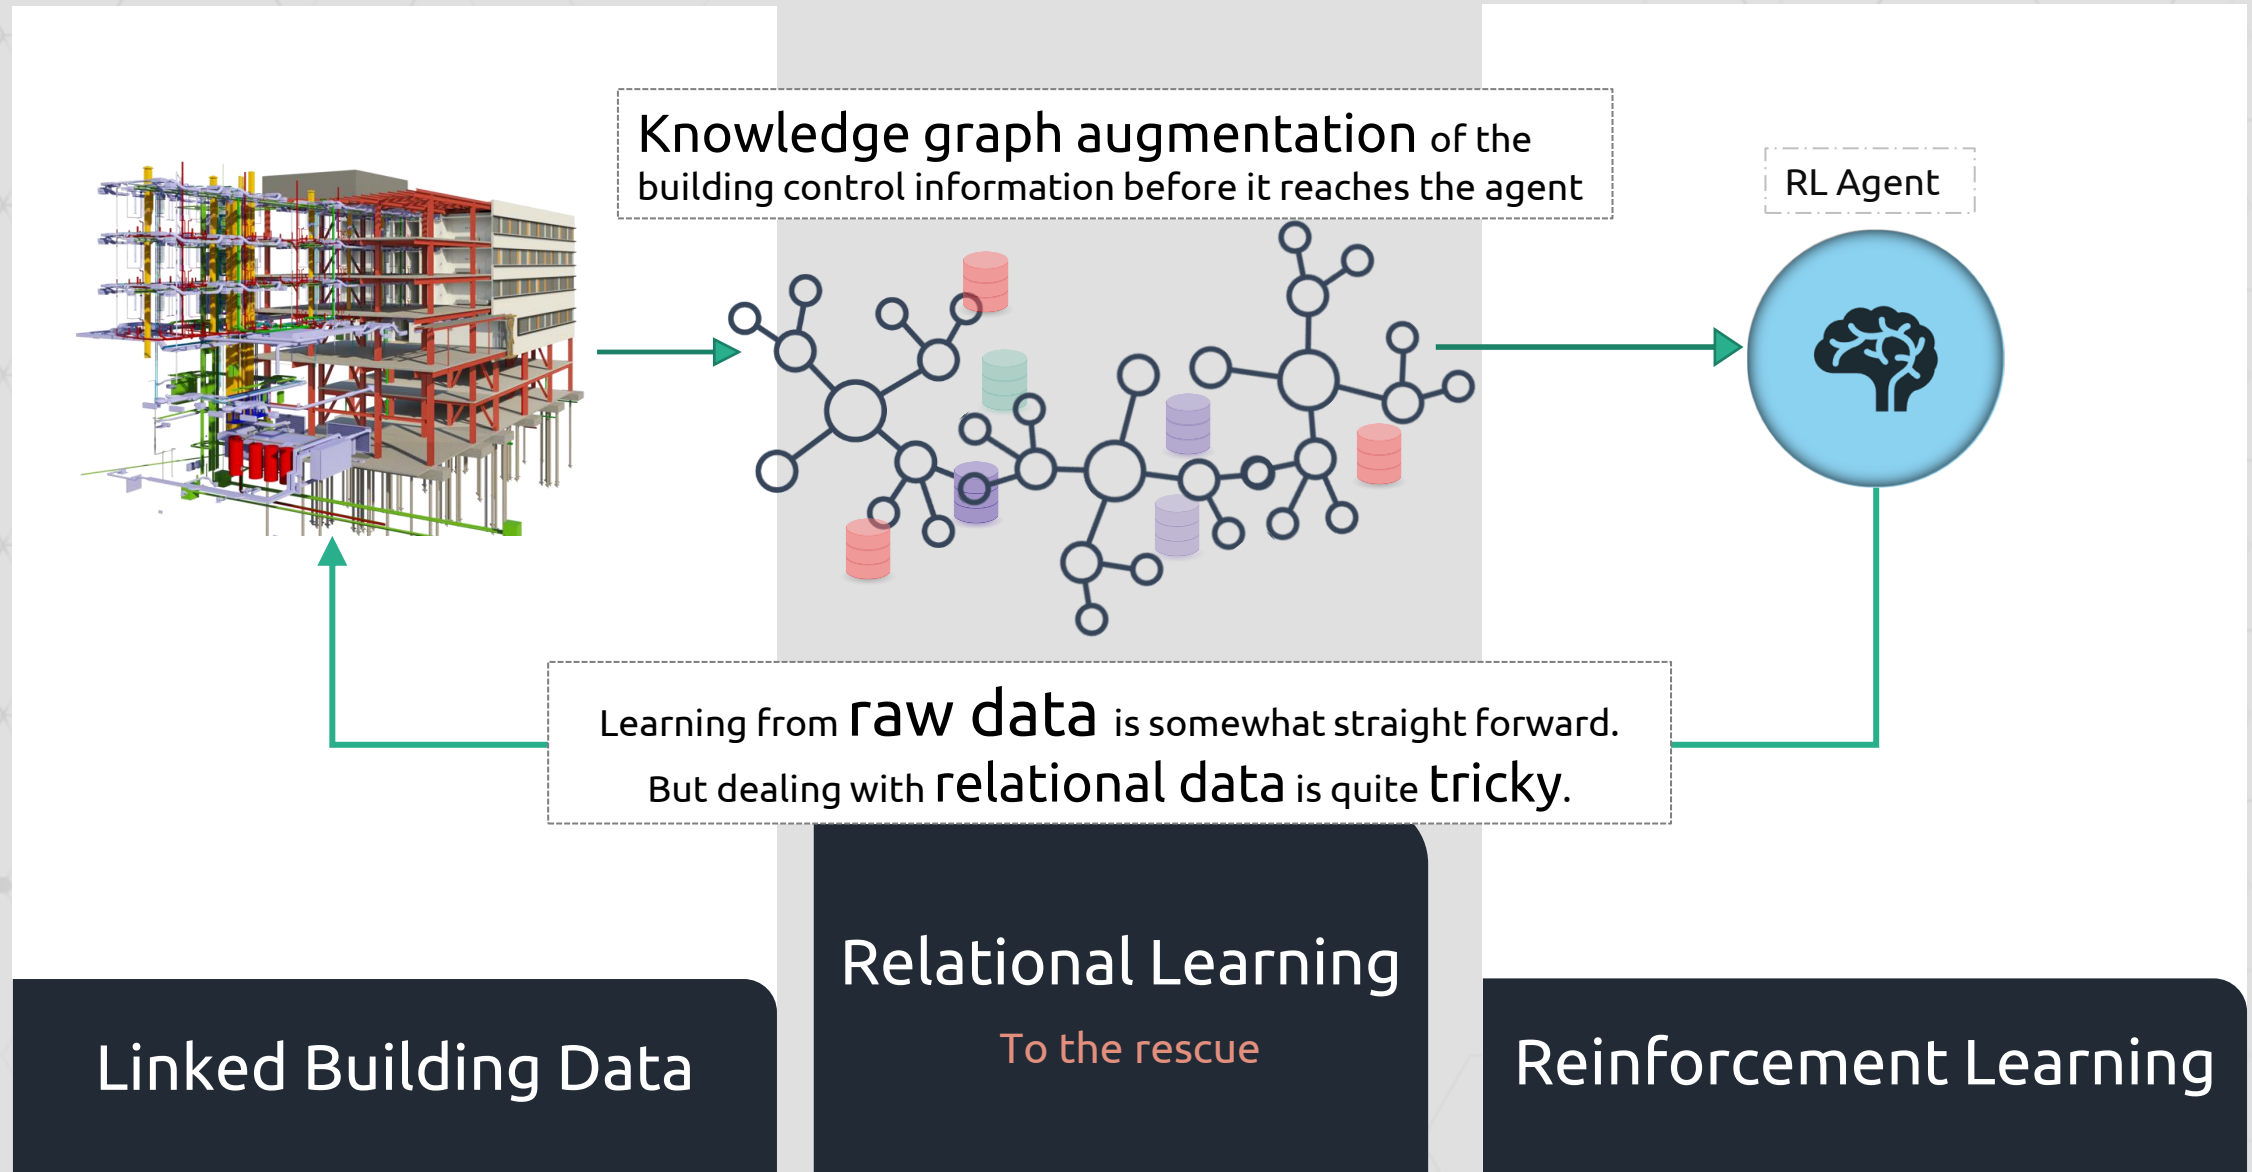 Knowledge graph augmentation of the
building control information before it reaches the agent
RL Agent
Learning from raw data is somewhat straight forward.
But dealing with relational data is quite tricky.
Linked Building Data
Relational Learning
To the rescue
Reinforcement Learning